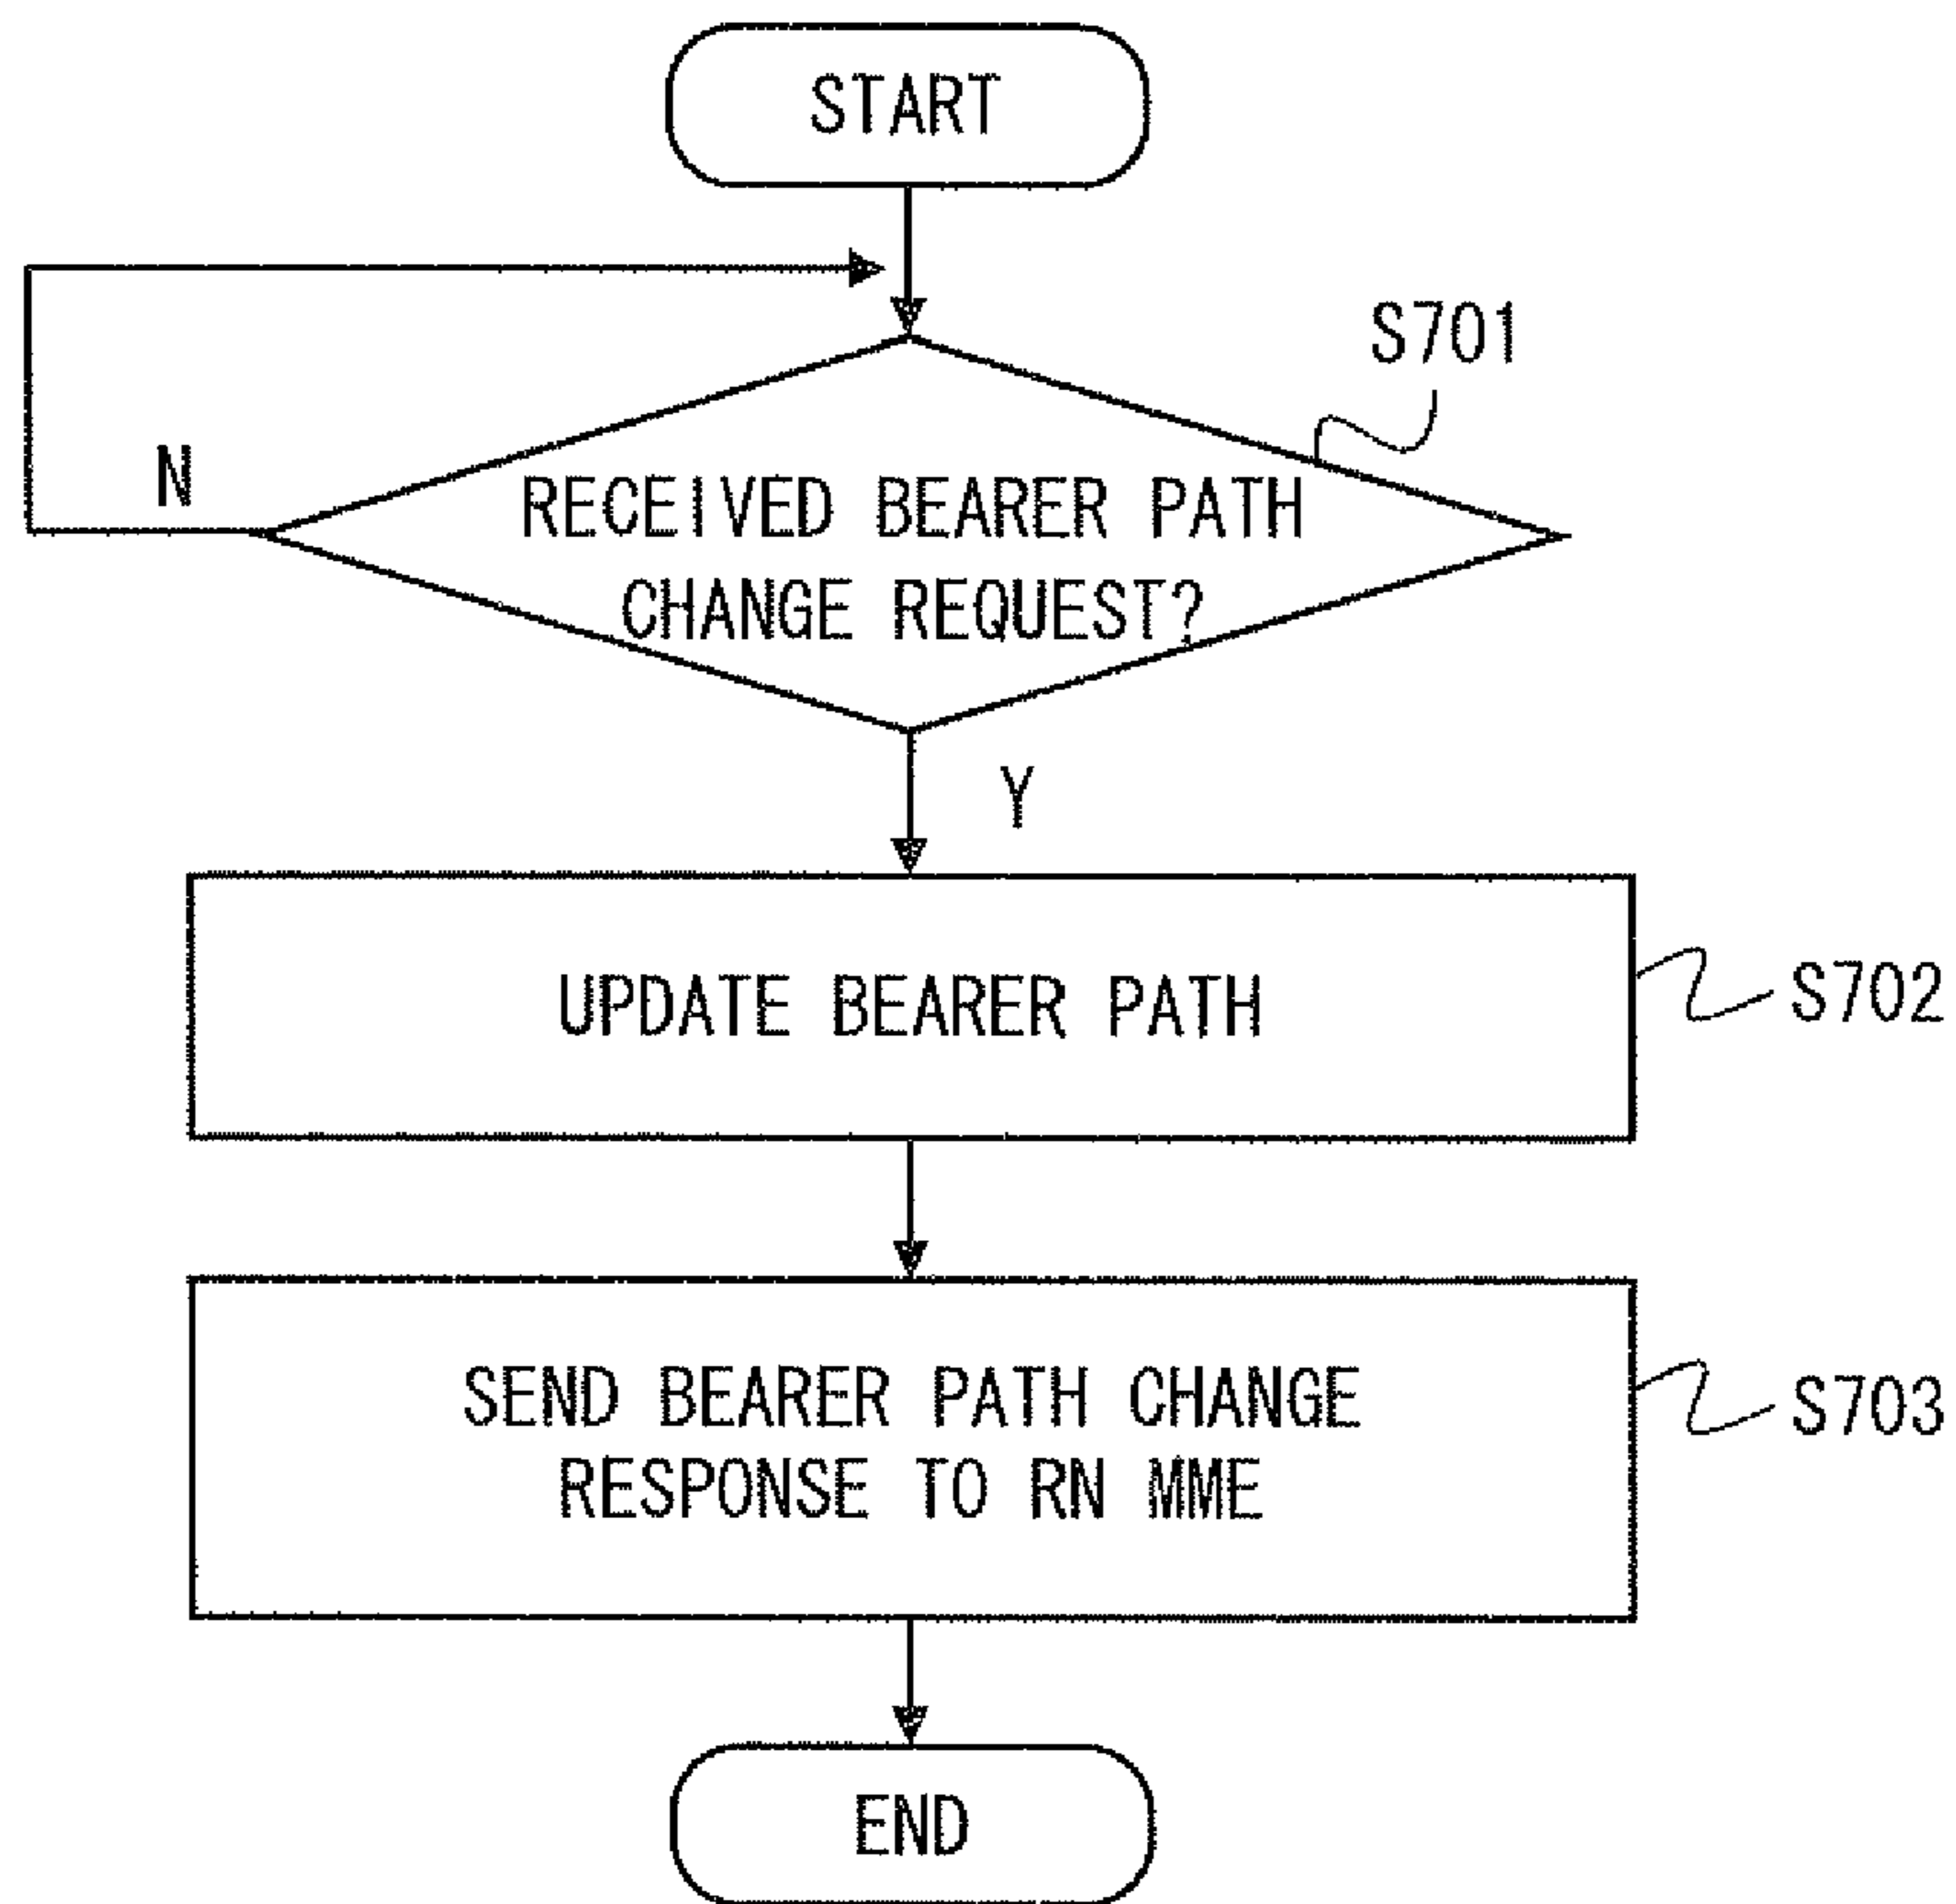 START
S701
N
RECEIVED BEARER PATH
CHANGE REQUEST?
Y
UPDATE BEARER PATH
S702
SEND BEARER PATH CHANGE
RESPONSE TO RN MME
S703
END